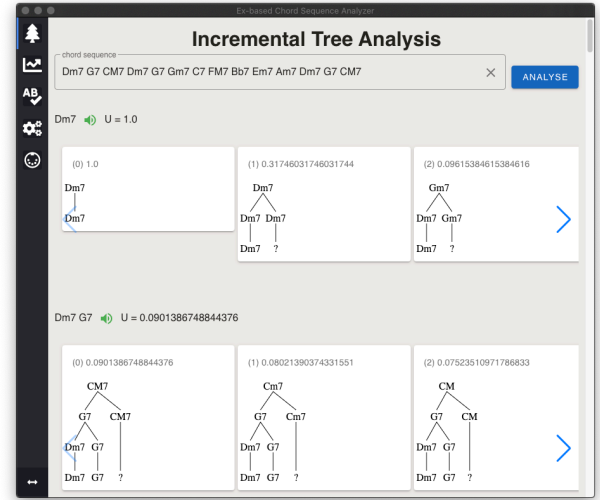 Ex-based Chord Sequence Analyzer
Incremental Tree Analysis
chord sequence
Dm7 G7 CM7 Dm7 G7 Gm7 C7 FM7 Bb7 Em7 Am7 Dm7 G7 CM7
ANALYSE
AB
Dm7 U = 1.0
(0) 1.0
Dm7
Dm7
(1) 0.31746031746031744
Dm7
Dm7 Dm7
Dm7 ?
(2) 0.09615384615384616
Gm7
Dm7 Gm7
Dm7 ?
Dm7 G7 U = 0.0901386748844376
(0) 0.0901386748844376
CM7
G7 CM7
Dm7 G7
Dm7 G7 ?
(1) 0.08021390374331551
Cm7
G7 Cm7
Dm7 G7
Dm7 G7 ?
(2) 0.07523510971786833
CM
G7 CM
Dm7 G7
Dm7 G7 ?